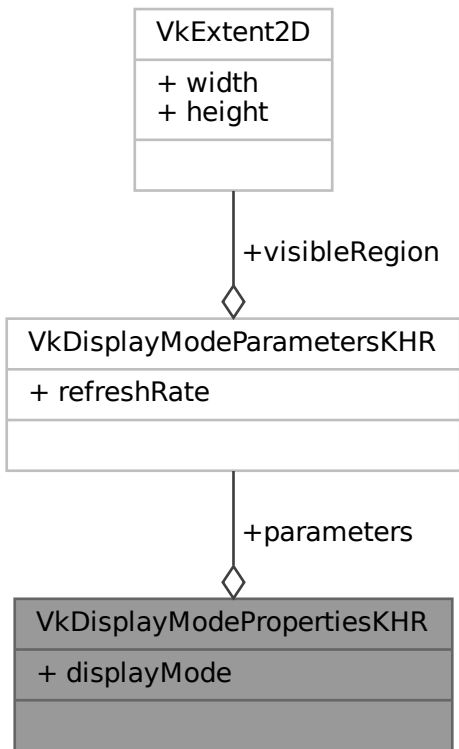 VkExtent2D
+ width
+ height
+visibleRegion
VkDisplayModeParametersKHR
+ refreshRate
+parameters
VkDisplayModePropertiesKHR
+ displayMode